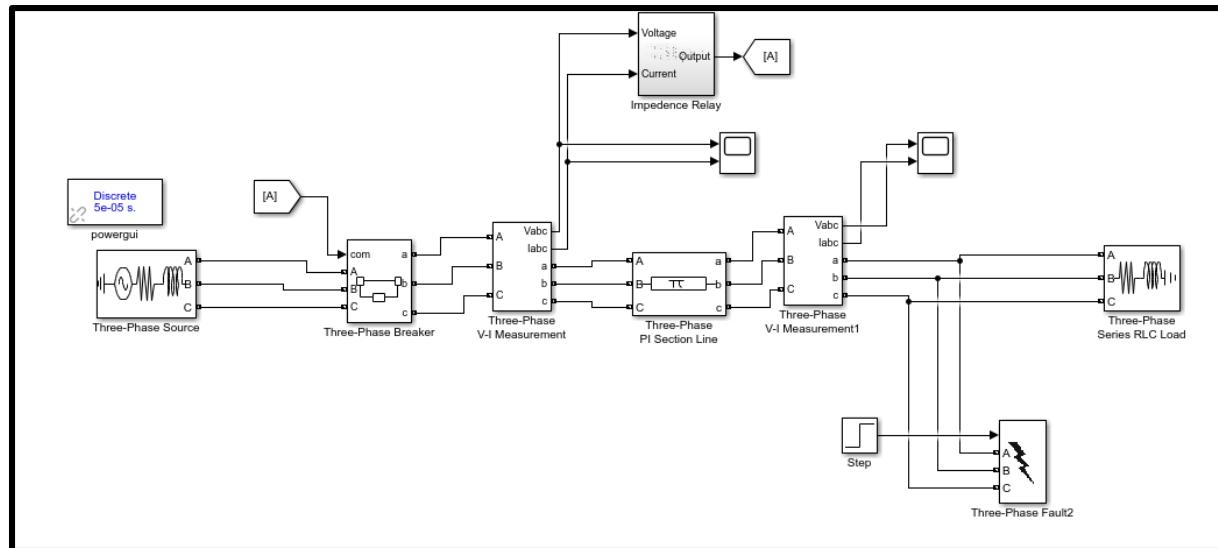 Voltage
Output
Current
Impedence Relay
[A]
Discrete
5e-05 s.
powergui
[A]
A
B
C
Three-Phase Source
com
A
B
C
a
b
c
Three-Phase Breaker
A
B
C
Vabc
Iabc
a
b
c
Three-Phase
V-I Measurement
A
B
C
a
b
c
Three-Phase
PI Section Line
A
B
C
Vabc
Iabc
a
b
c
Three-Phase
V-I Measurement1
A
B
C
Three-Phase
Series RLC Load
Step
A
B
C
Three-Phase Fault2